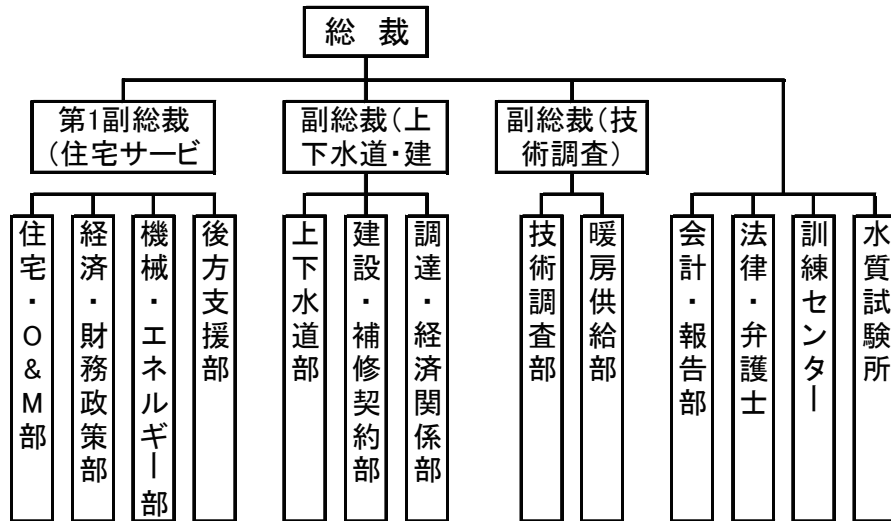 総 裁
第1副総裁
(住宅サービ
副総裁(上
下水道・建
副総裁(技
術調査)
住宅・O&M部
経済・財務政策部
機械・エネルギー部
後方支援部
上下水道部
建設・補修契約部
調達・経済関係部
技術調査部
暖房供給部
会計・報告部
法律・弁護士
訓練センター
水質試験所